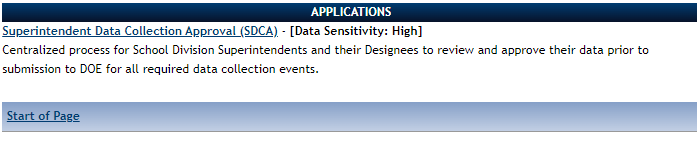 APPLICATIONS
Superintendent Data Collection Approval (SDCA) - [Data Sensitivity: High]
Centralized process for School Division Superintendents and their Designees to review and approve their data prior to
submission to DOE for all required data collection events.
Start of Page